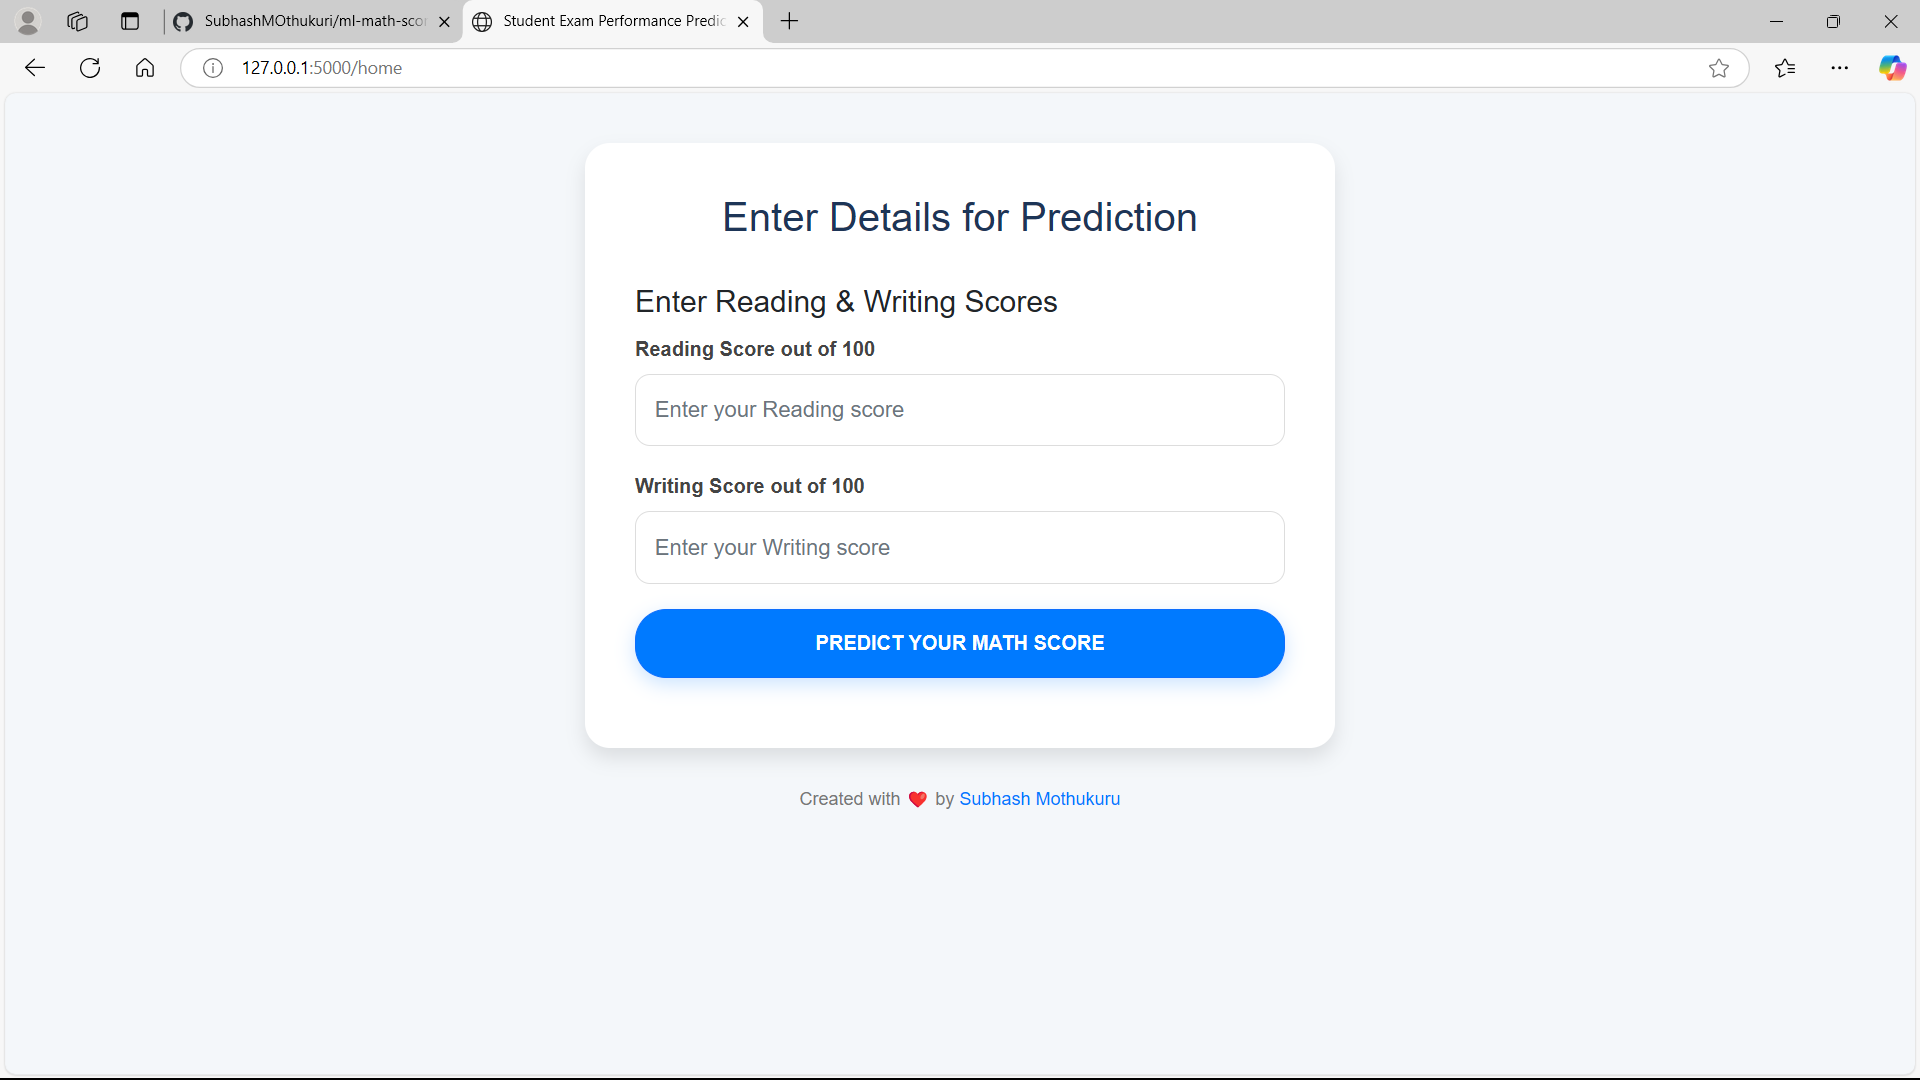 SubhashMOthukuri/ml-math-scor
Student Exam Performance Predic
127.0.0.1:5000/home
Enter Details for Prediction
Enter Reading & Writing Scores
Reading Score out of 100
Enter your Reading score
Writing Score out of 100
Enter your Writing score
PREDICT YOUR MATH SCORE
Created with ❤️ by Subhash Mothukuru